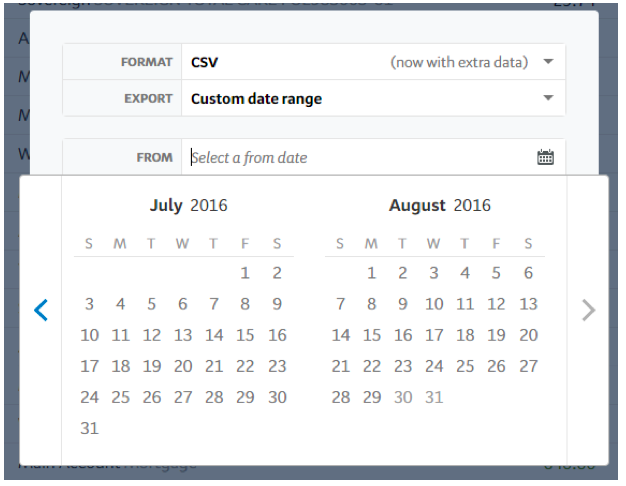 FORMAT CSV (now with extra data)
EXPORT Custom date range
FROM Select a from date
July 2016 August 2016
S M T W T F S S M T W T F S
1 2 1 2 3 4 5 6
3 4 5 6 7 8 9 7 8 9 10 11 12 13
10 11 12 13 14 15 16 14 15 16 17 18 19 20
17 18 19 20 21 22 23 21 22 23 24 25 26 27
24 25 26 27 28 29 30 28 29 30 31
31
Main Account Mortgage